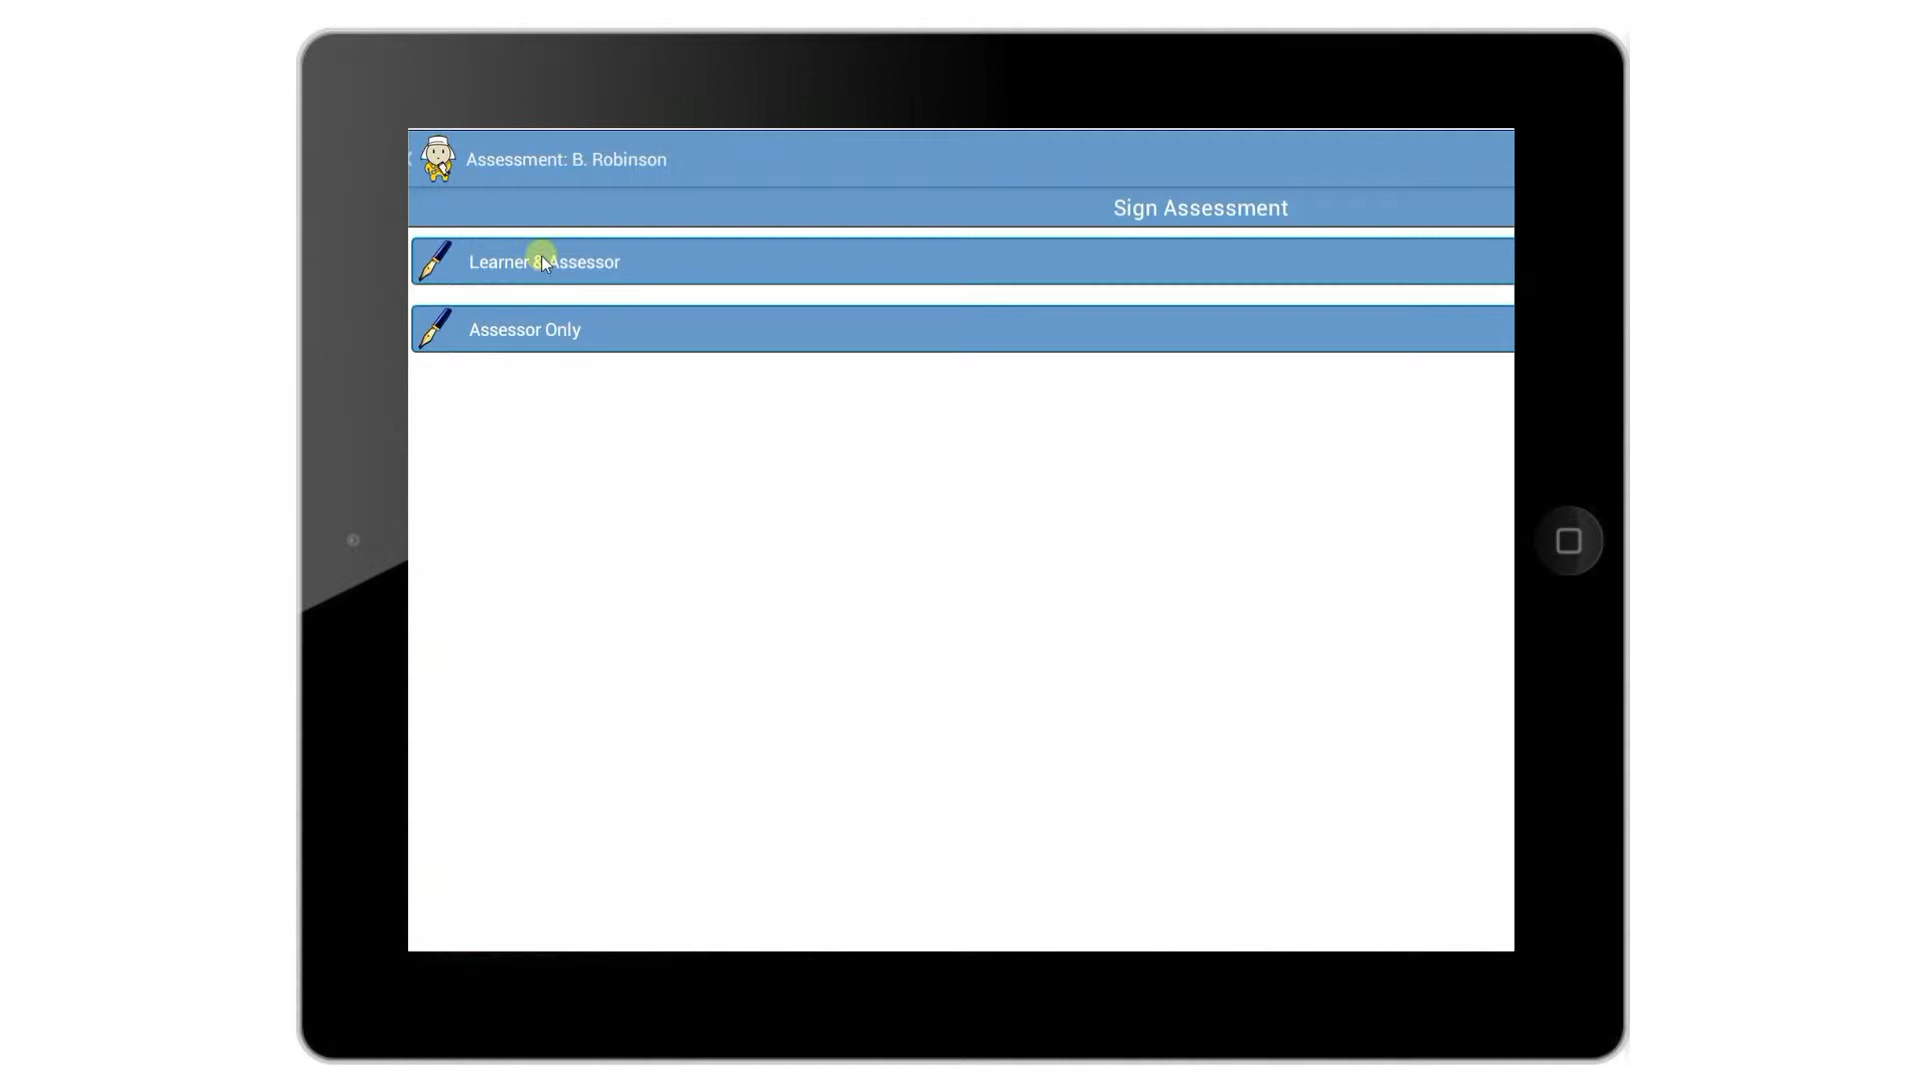 Assessment: B. Robinson
Sign Assessment
Learner & Assessor
Assessor Only